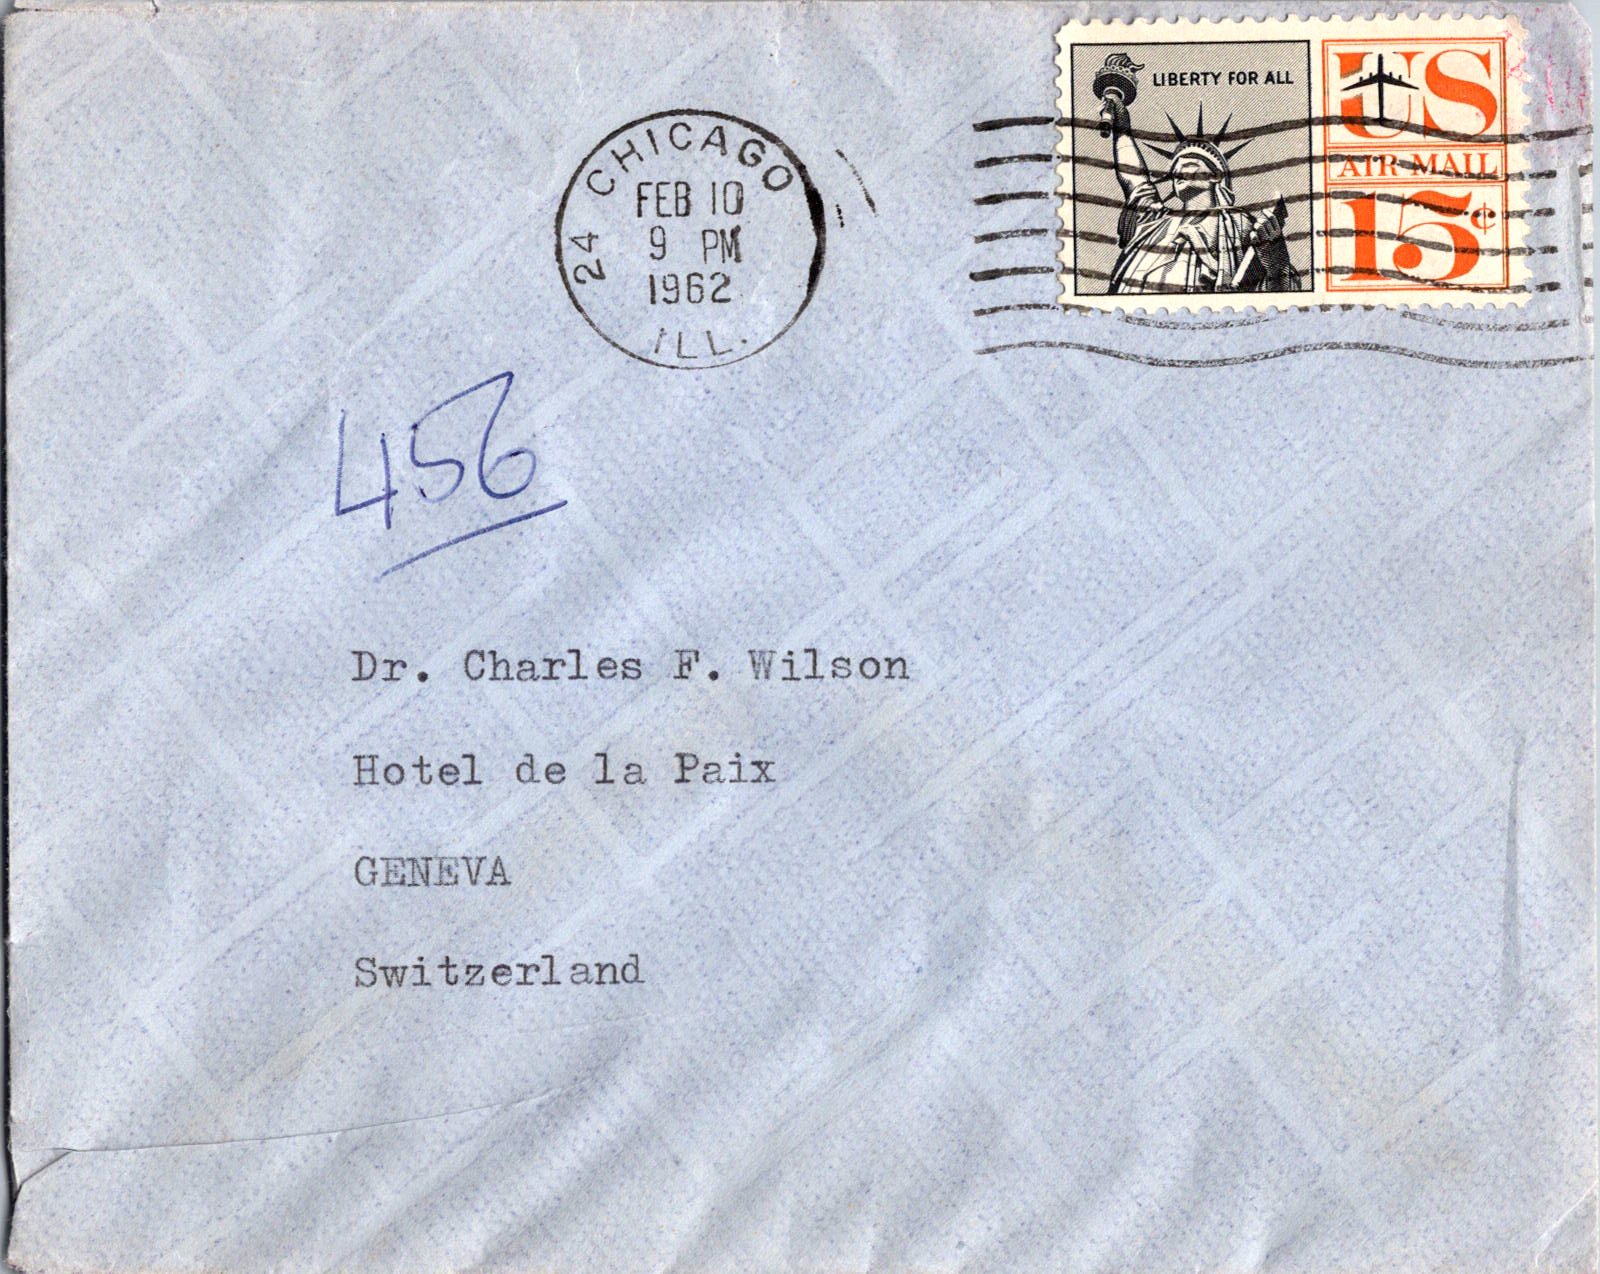 LIBERTY FOR ALL
US
AIR MAIL
15¢
24 CHICAGO
FEB 10
9 PM
1962
ILL.
456
Dr. Charles F. Wilson
Hotel de la Paix
GENEVA
Switzerland